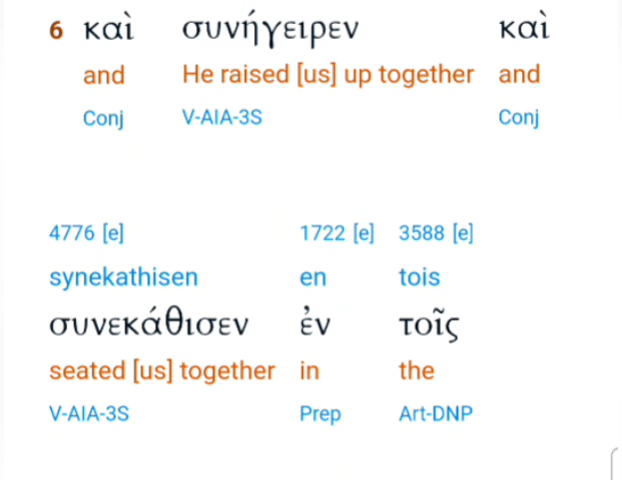 6 καὶ συνήγειρεν καὶ
and He raised [us] up together and
Conj V-AIA-3S Conj
4776 [e] 1722 [e] 3588 [e]
synekathisen en tois
συνεκάθισεν ἐν τοῖς
seated [us] together in the
V-AIA-3S Prep Art-DNP